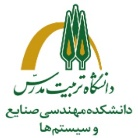 دانشگاه تربیت مدرس
دانشکده مهندسی صنایع
و سیستم‌ها